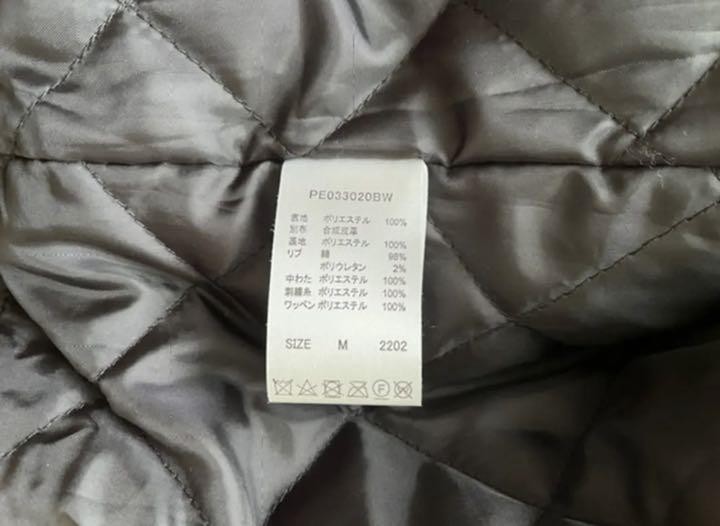 PE033020BW
表地 ポリエステル 100%
別布 合成皮革
裏地 ポリエステル 100%
リブ 綿 98%
ポリウレタン 2%
中わた ポリエステル 100%
刺繍糸 ポリエステル 100%
ワッペン ポリエステル 100%
SIZE M 2202
F W